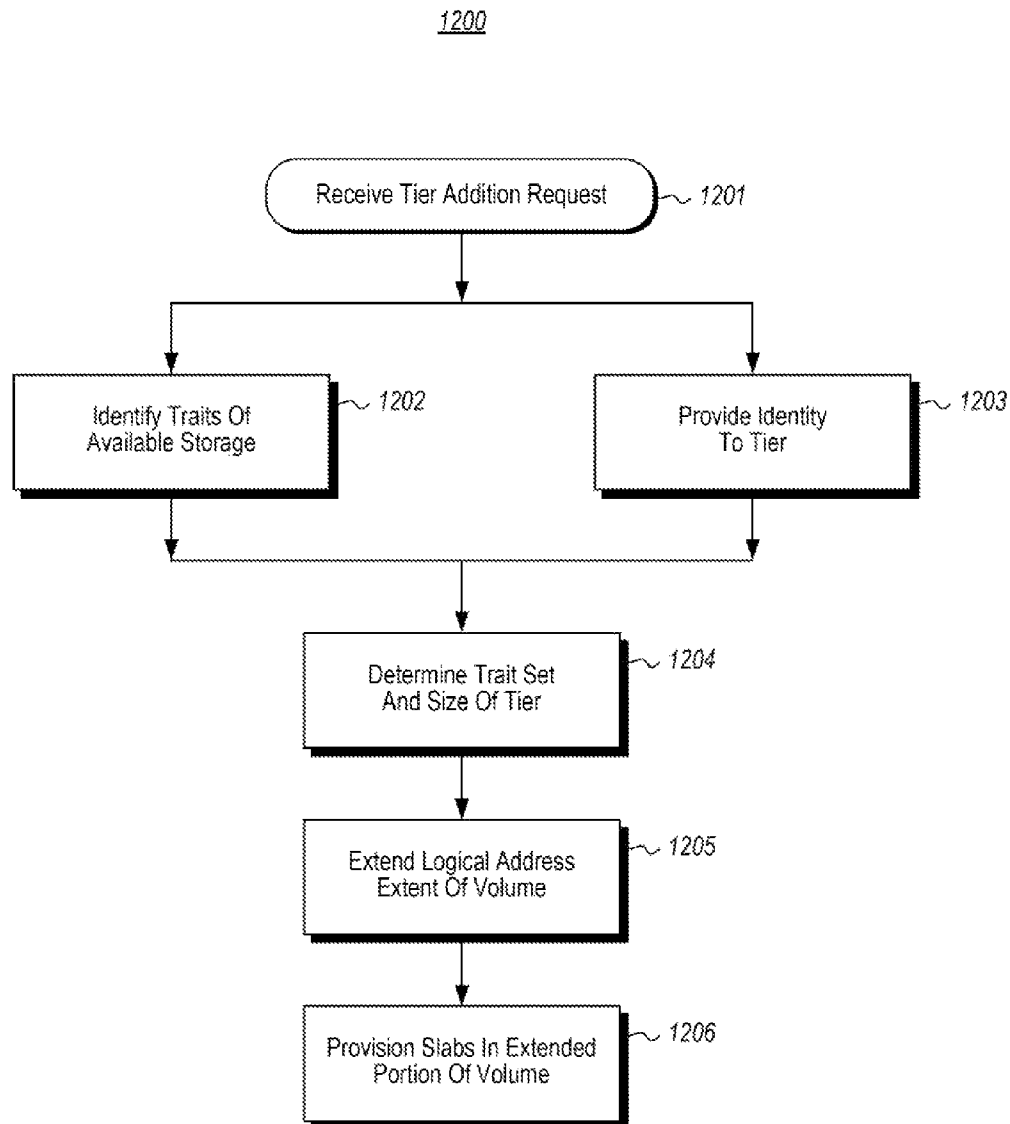 1200
Receive Tier Addition Request
1201
Identify Traits Of
Available Storage
1202
Provide Identity
To Tier
1203
Determine Trait Set
And Size Of Tier
1204
Extend Logical Address
Extent Of Volume
1205
Provision Slabs In Extended
Portion Of Volume
1206